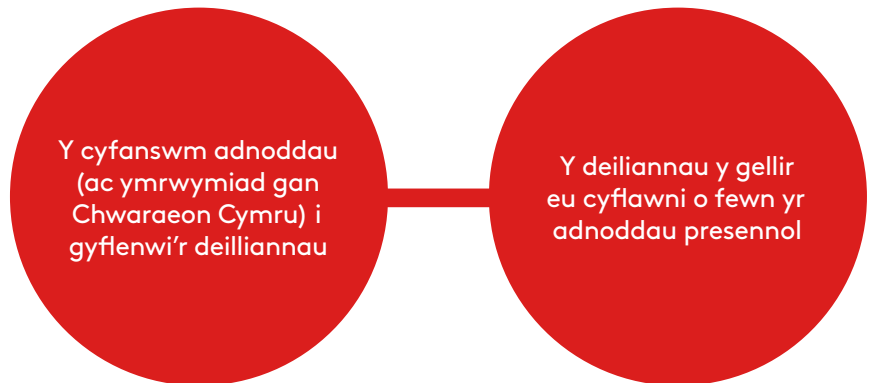 Y cyfanswm adnoddau
(ac ymrwymiad gan
Chwaraeon Cymru) i
gyflenwi’r deilliannau
Y deiliannau y gellir
eu cyflawni o fewn yr
adnoddau presennol